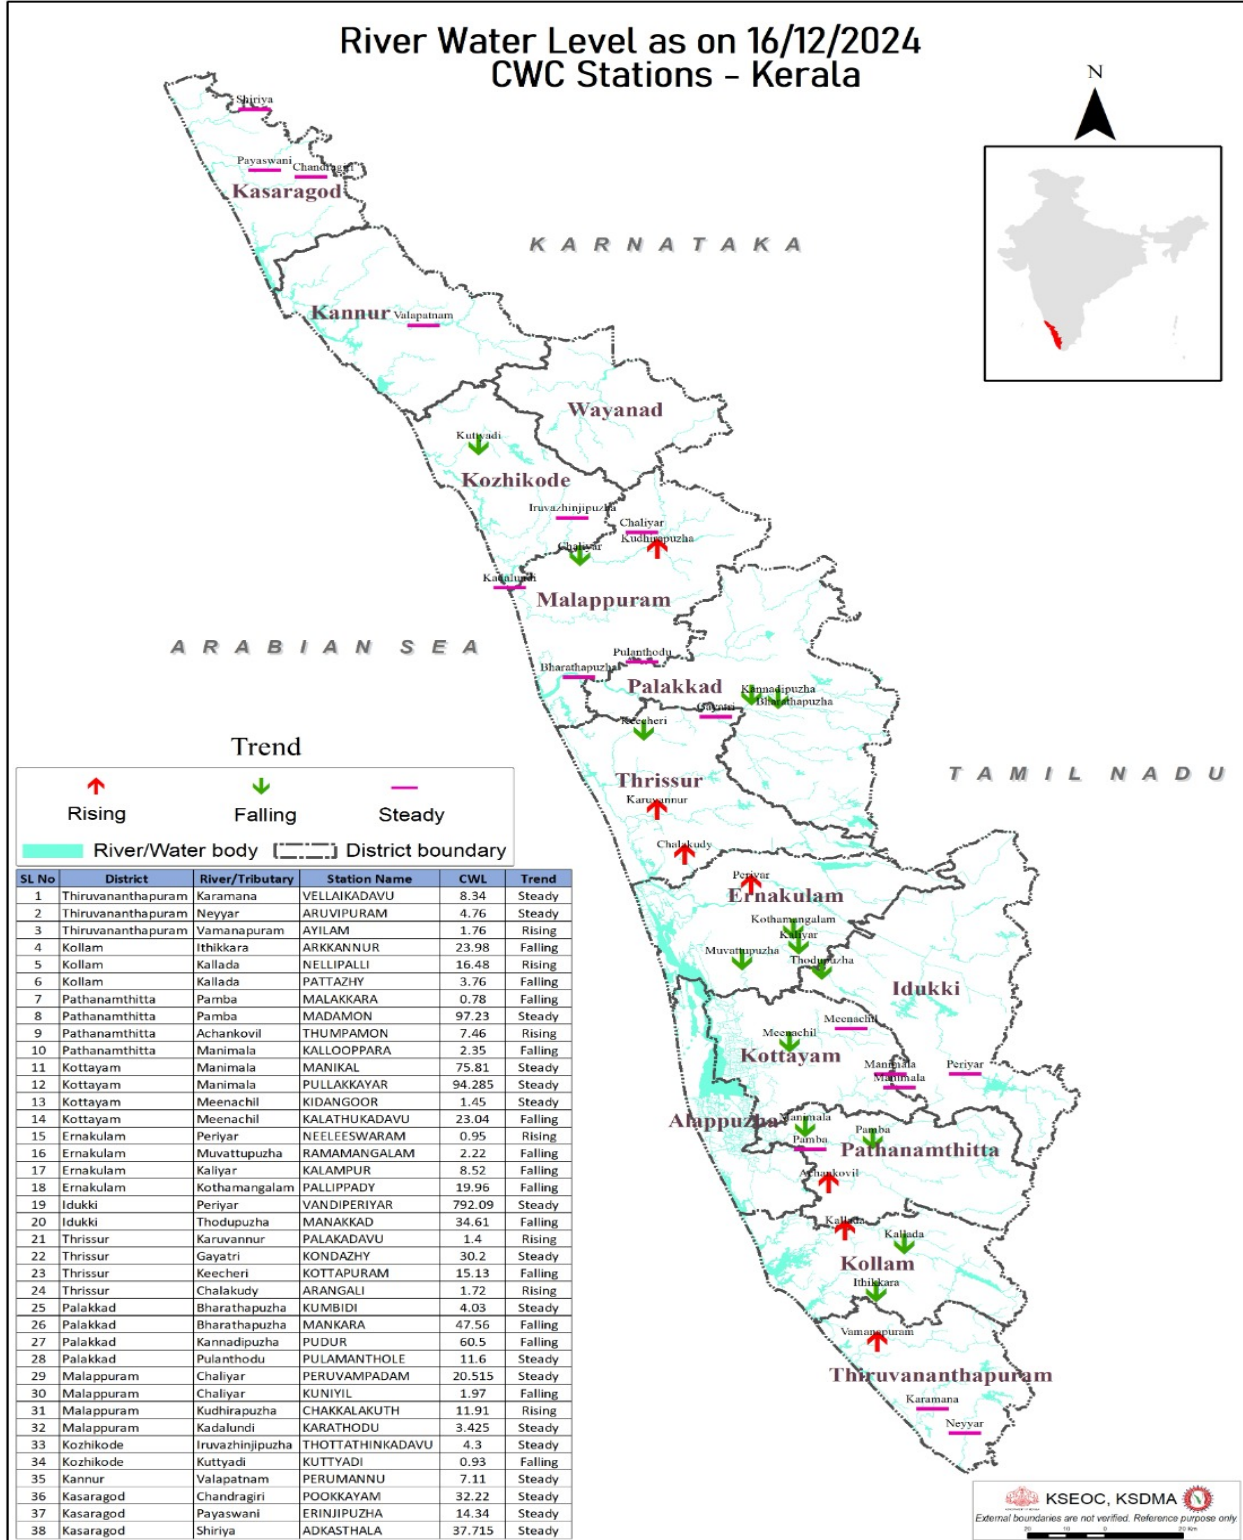 River Water Level as on 16/12/2024
CWC Stations - Kerala
N
Shiriya
Payaswani
Chandragiri
Kasaragod
KARNATAKA
Kannur
Valapatnam
Wayanad
Kuttyadi
Kozhikode
Iruvazhinjipuzha
Chaliyar
Kudhirapuzha
Chaliyar
Kadalundi
Malappuram
ARABIAN SEA
Pulanthodu
Bharathapuzha
Palakkad
Kannadipuzha
Bharathapuzha
Gayatri
Keecheri
Thrissur
TAMIL NADU
Karuvannur
Chalakudy
Periyar
Ernakulam
Kothamangalam
Kaliyar
Muvattupuzha
Thodupuzha
Idukki
Meenachil
Meenachil
Kottayam
Manimala
Periyar
Manimala
Alappuzha
Manimala
Pamba
Pamba
Pathanamthitta
Achankovil
Kallada
Kallada
Kollam
Ithikkara
Vamanapuram
Thiruvananthapuram
Karamana
Neyyar
Trend
Rising Falling Steady
River/Water body District boundary
SL No District River/Tributary Station Name CWL Trend
1 Thiruvananthapuram Karamana VELLAIKADAVU 8.34 Steady
2 Thiruvananthapuram Neyyar ARUVIPURAM 4.76 Steady
3 Thiruvananthapuram Vamanapuram AYILAM 1.76 Rising
4 Kollam Ithikkara ARKKANNUR 23.98 Falling
5 Kollam Kallada NELLIPALLI 16.48 Rising
6 Kollam Kallada PATTAZHY 3.76 Falling
7 Pathanamthitta Pamba MALAKKARA 0.78 Falling
8 Pathanamthitta Pamba MADAMON 97.23 Steady
9 Pathanamthitta Achankovil THUMPAMON 7.46 Rising
10 Pathanamthitta Manimala KALLOOPPARA 2.35 Falling
11 Kottayam Manimala MANIKAL 75.81 Steady
12 Kottayam Manimala PULLAKKAYAR 94.285 Steady
13 Kottayam Meenachil KIDANGOOR 1.45 Steady
14 Kottayam Meenachil KALATHUKADAVU 23.04 Falling
15 Ernakulam Periyar NEELEESWARAM 0.95 Rising
16 Ernakulam Muvattupuzha RAMAMANGALAM 2.22 Falling
17 Ernakulam Kaliyar KALAMPUR 8.52 Falling
18 Ernakulam Kothamangalam PALLIPPADY 19.96 Falling
19 Idukki Periyar VANDIPERIYAR 792.09 Steady
20 Idukki Thodupuzha MANAKKAD 34.61 Falling
21 Thrissur Karuvannur PALAKADAVU 1.4 Rising
22 Thrissur Gayatri KONDAZHY 30.2 Steady
23 Thrissur Keecheri KOTTAPURAM 15.13 Falling
24 Thrissur Chalakudy ARANGALI 1.72 Rising
25 Palakkad Bharathapuzha KUMBIDI 4.03 Steady
26 Palakkad Bharathapuzha MANKARA 47.56 Falling
27 Palakkad Kannadipuzha PUDUR 60.5 Falling
28 Palakkad Pulanthodu PULAMANTHOLE 11.6 Steady
29 Malappuram Chaliyar PERUVAMPADAM 20.515 Steady
30 Malappuram Chaliyar KUNIYIL 1.97 Falling
31 Malappuram Kudhirapuzha CHAKKALAKUTH 11.91 Rising
32 Malappuram Kadalundi KARATHODU 3.425 Steady
33 Kozhikode Iruvazhinjipuzha THOTTATHINKADAVU 4.3 Steady
34 Kozhikode Kuttyadi KUTTYADI 0.93 Falling
35 Kannur Valapatnam PERUMANNU 7.11 Steady
36 Kasaragod Chandragiri POOKKAYAM 32.22 Steady
37 Kasaragod Payaswani ERINJIPUZHA 14.34 Steady
38 Kasaragod Shiriya ADKASTHALA 37.715 Steady
KSEOC, KSDMA
External boundaries are not verified. Reference purpose only.
20 10 0 20 Km